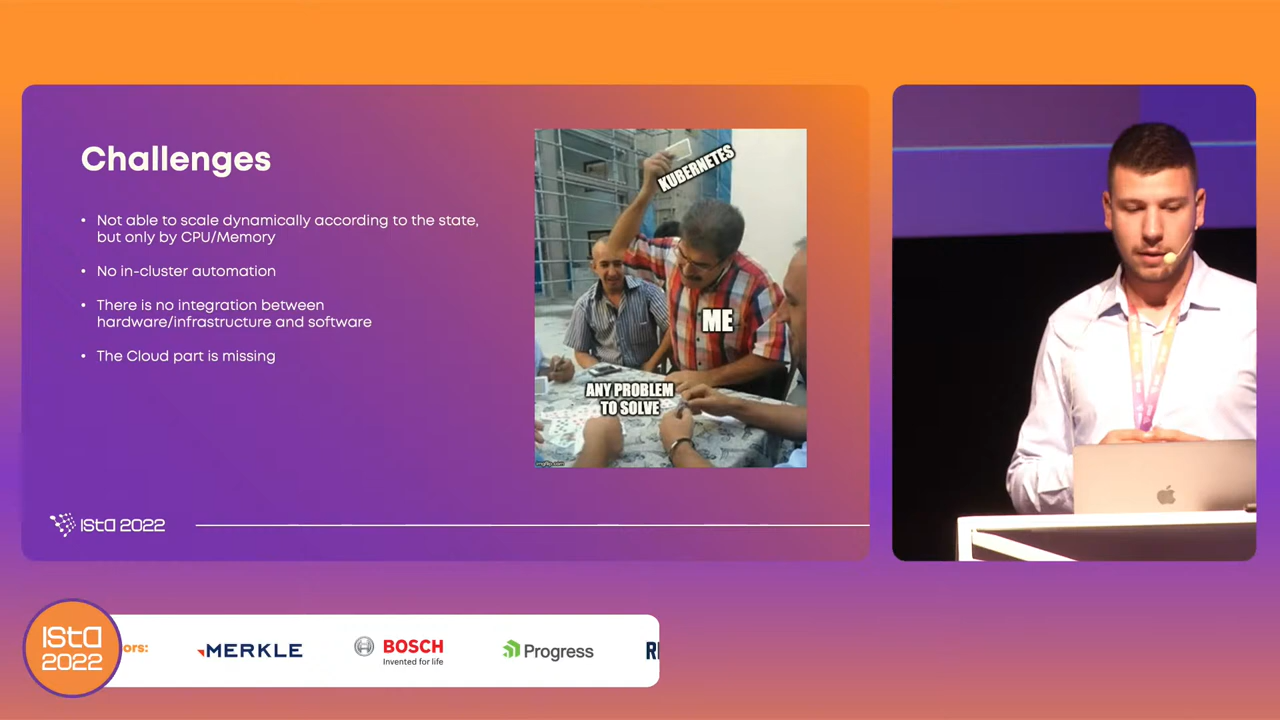 Challenges
• Not able to scale dynamically according to the state,
but only by CPU/Memory
• No in-cluster automation
• There is no integration between
hardware/infrastructure and software
• The Cloud part is missing
KUBERNETES
ME
ANY PROBLEM
TO SOLVE
imgflip.com
ISTA 2022
ISTA
2022
ors:
MERKLE
BOSCH
Invented for life
Progress